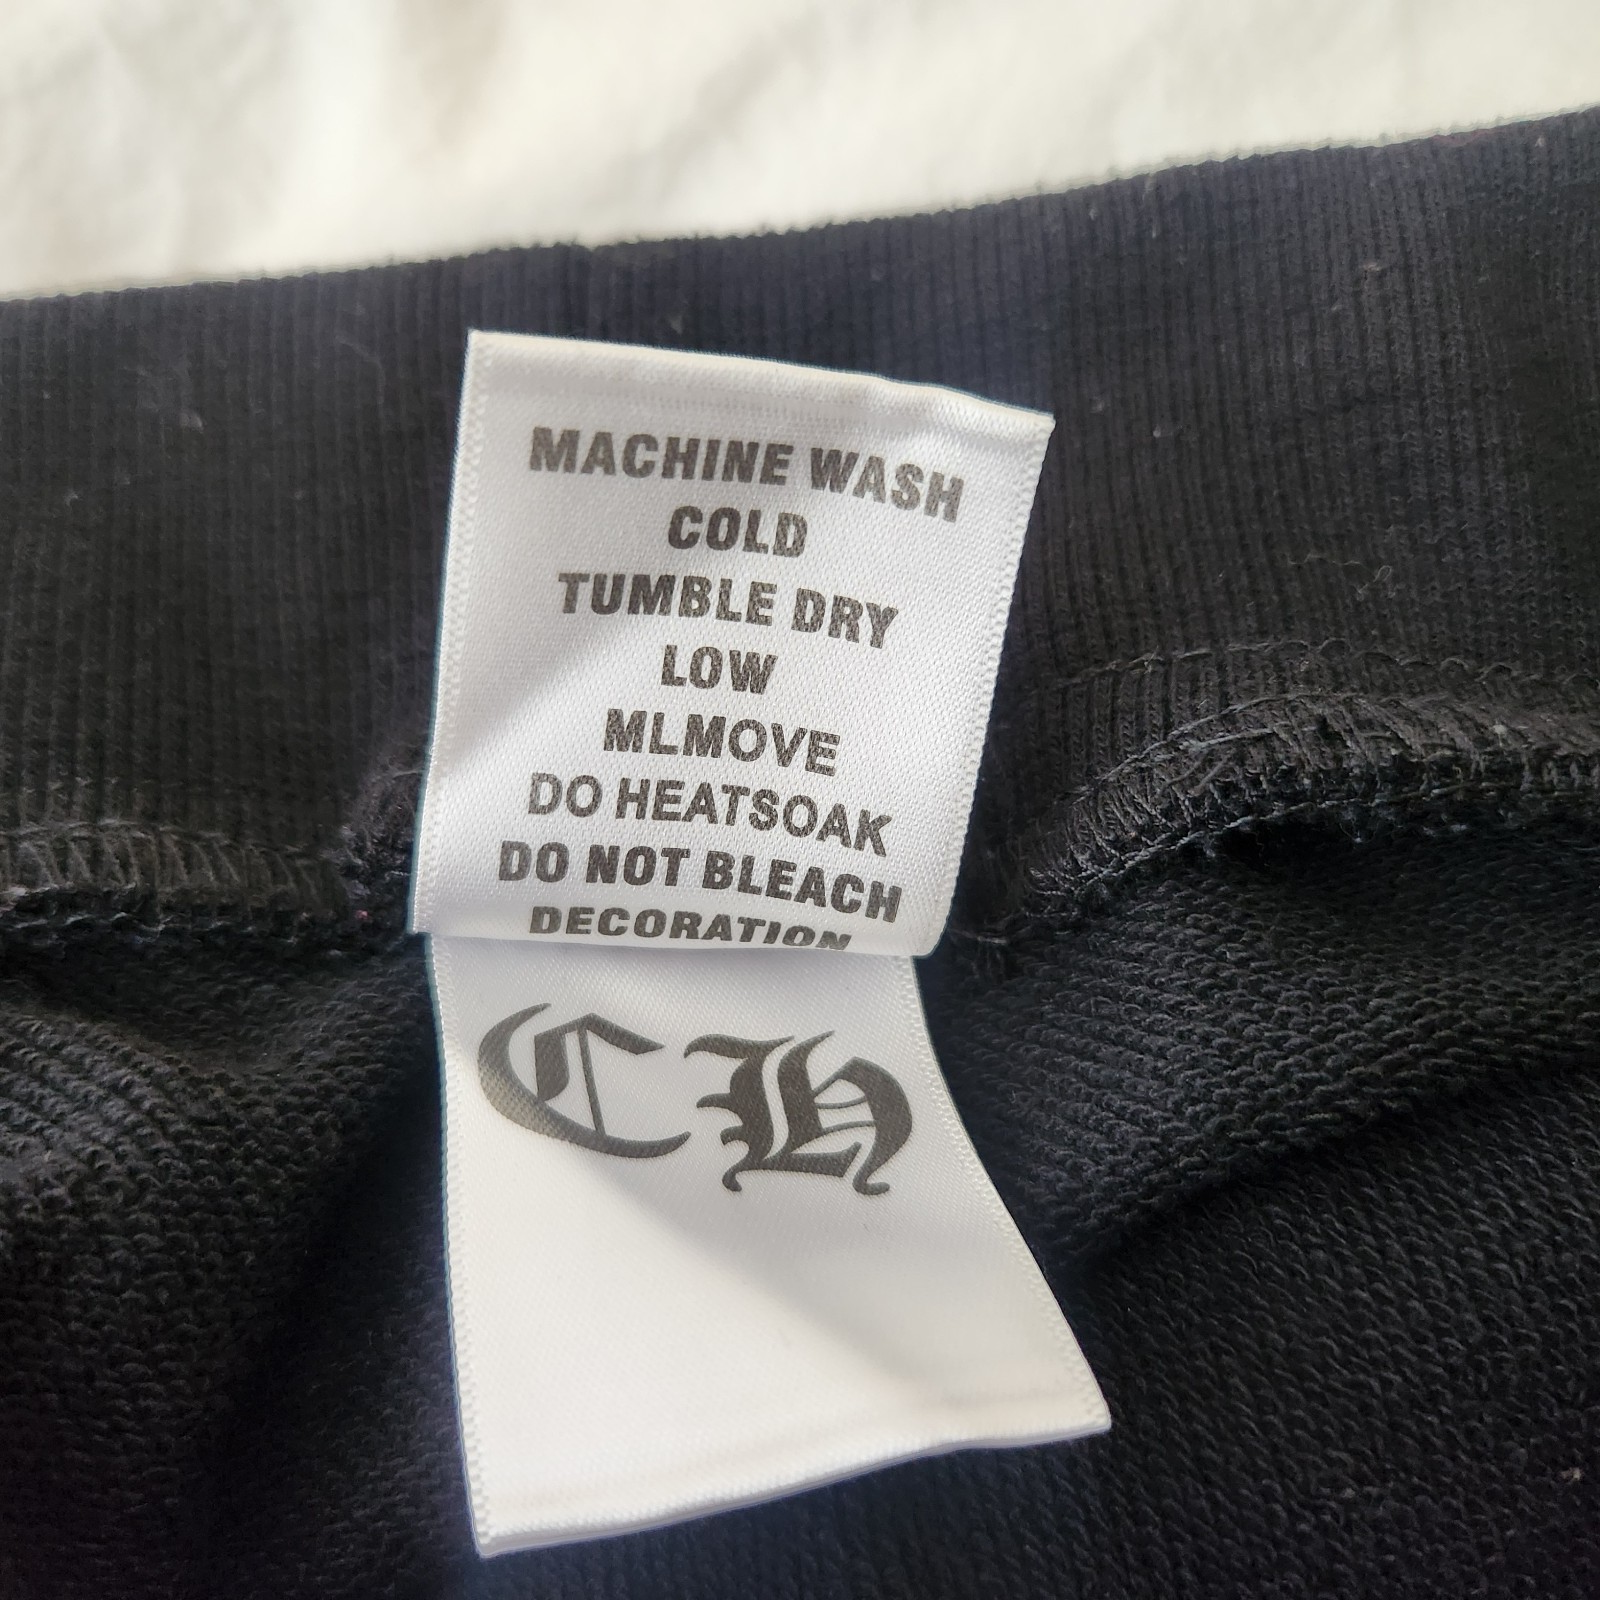 MACHINE WASH
COLD
TUMBLE DRY
LOW
MLMOVE
DO HEATSOAK
DO NOT BLEACH
DECORATION
CH